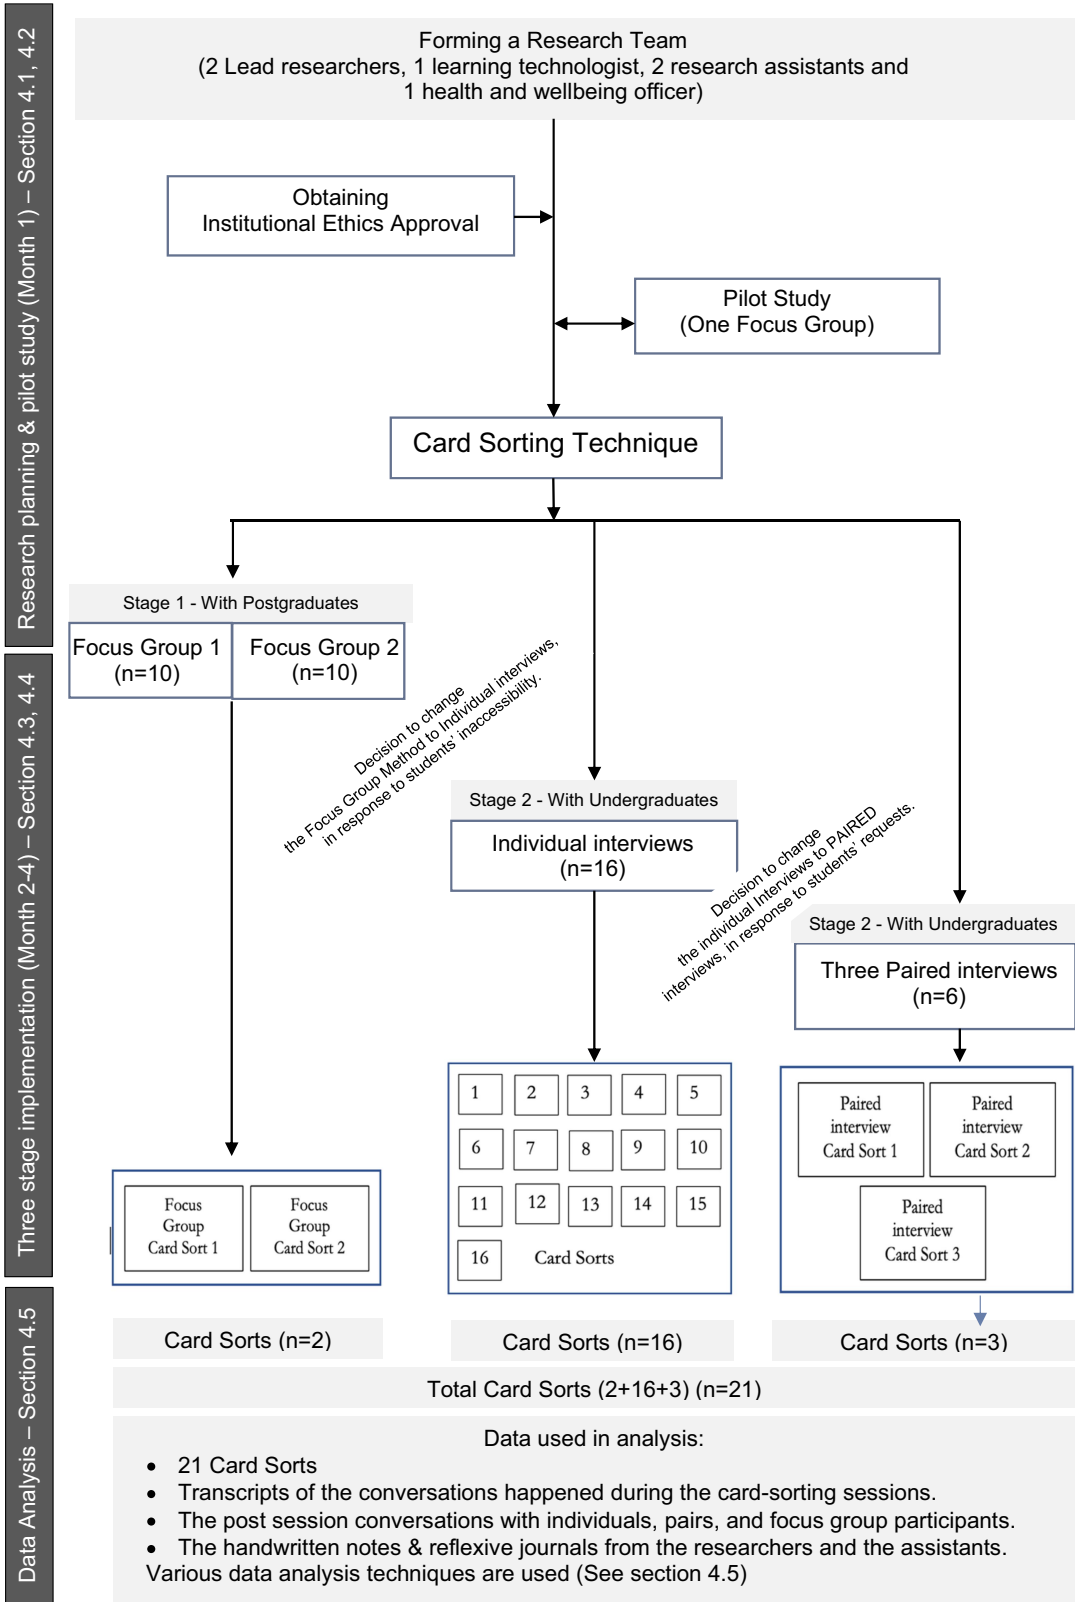 Research planning & pilot study (Month 1) – Section 4.1, 4.2
Forming a Research Team
(2 Lead researchers, 1 learning technologist, 2 research assistants and
1 health and wellbeing officer)
Obtaining
Institutional Ethics Approval
Pilot Study
(One Focus Group)
Card Sorting Technique
Three stage implementation (Month 2-4) – Section 4.3, 4.4
Stage 1 - With Postgraduates
Focus Group 1
(n=10)
Focus Group 2
(n=10)
Decision to change
the Focus Group Method to Individual interviews,
in response to students’ inaccessibility.
Stage 2 - With Undergraduates
Individual interviews
(n=16)
Decision to change
the individual Interviews to PAIRED
interviews, in response to students’ requests.
Stage 2 - With Undergraduates
Three Paired interviews
(n=6)
Focus
Group
Card Sort 1
Focus
Group
Card Sort 2
1 2 3 4 5
6 7 8 9 10
11 12 13 14 15
16 Card Sorts
Paired
interview
Card Sort 1
Paired
interview
Card Sort 2
Paired
interview
Card Sort 3
Data Analysis – Section 4.5
Card Sorts (n=2)
Card Sorts (n=16)
Card Sorts (n=3)
Total Card Sorts (2+16+3) (n=21)
Data used in analysis:
• 21 Card Sorts
• Transcripts of the conversations happened during the card-sorting sessions.
• The post session conversations with individuals, pairs, and focus group participants.
• The handwritten notes & reflexive journals from the researchers and the assistants.
Various data analysis techniques are used (See section 4.5)